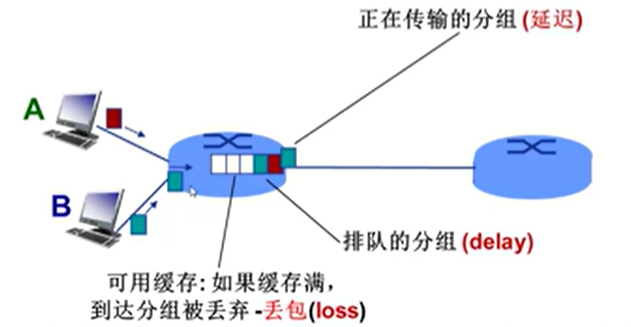 正在传输的分组 (延迟)
A
B
排队的分组 (delay)
可用缓存: 如果缓存满,
到达分组被丢弃 -丢包(loss)